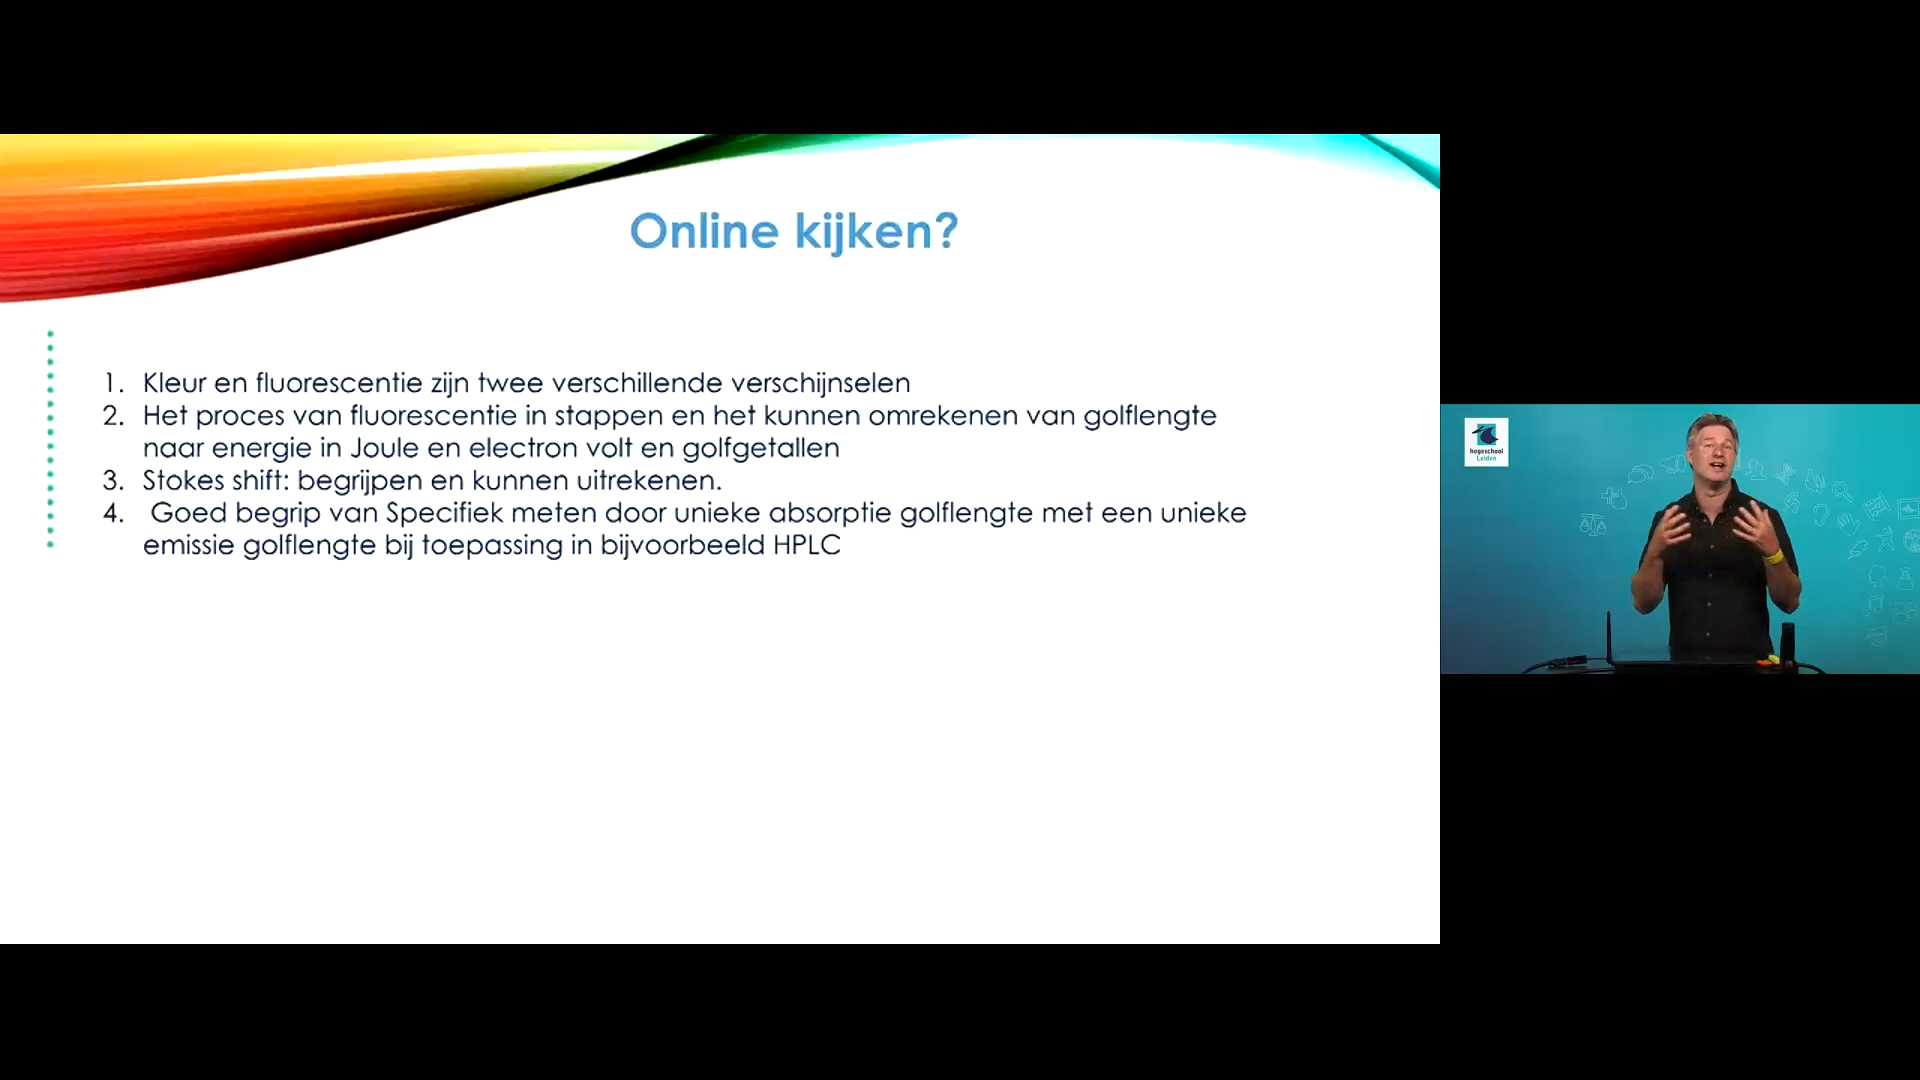 Online kijken?
1. Kleur en fluorescentie zijn twee verschillende verschijnselen
2. Het proces van fluorescentie in stappen en het kunnen omrekenen van golflengte
naar energie in Joule en electron volt en golfgetallen
3. Stokes shift: begrijpen en kunnen uitrekenen.
4. Goed begrip van Specifiek meten door unieke absorptie golflengte met een unieke
emissie golflengte bij toepassing in bijvoorbeeld HPLC
hogeschool
Leiden